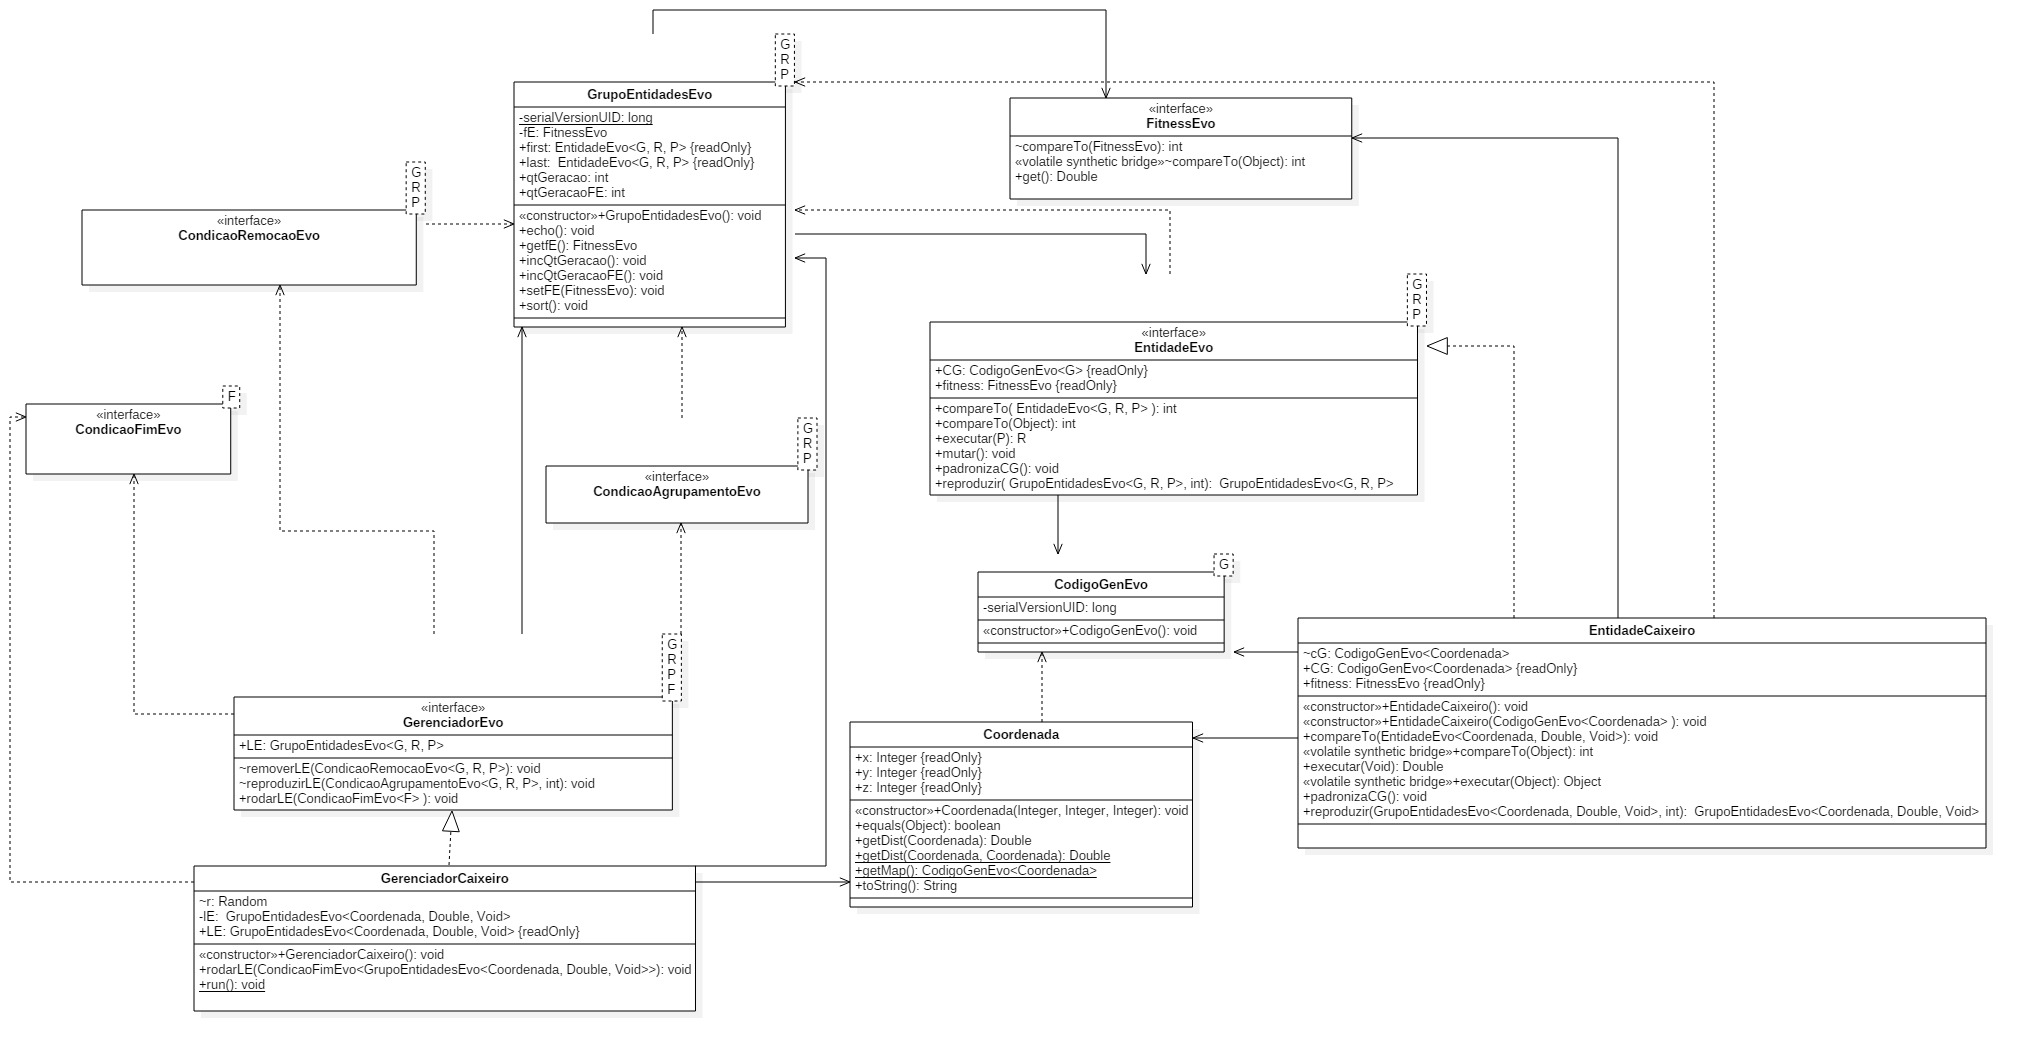 G
R
P
GrupoEntidadesEvo
-serialVersionUID: long
-fE: FitnessEvo
+first: EntidadeEvo<G, R, P> {readOnly}
+last:  EntidadeEvo<G, R, P> {readOnly}
+qtGeracao: int
+qtGeracaoFE: int
«constructor»+GrupoEntidadesEvo(): void
+echo(): void
+getfE(): FitnessEvo
+incQtGeracao(): void
+incQtGeracaoFE(): void
+setFE(FitnessEvo): void
+sort(): void
«interface»
FitnessEvo
~compareTo(FitnessEvo): int
«volatile synthetic bridge»~compareTo(Object): int
+get(): Double
G
R
P
«interface»
CondicaoRemocaoEvo
G
R
P
«interface»
EntidadeEvo
+CG: CodigoGenEvo<G> {readOnly}
+fitness: FitnessEvo {readOnly}
+compareTo( EntidadeEvo<G, R, P> ): int
+compareTo(Object): int
+executar(P): R
+mutar(): void
+padronizaCG(): void
+reproduzir( GrupoEntidadesEvo<G, R, P>, int):  GrupoEntidadesEvo<G, R, P>
F
«interface»
CondicaoFimEvo
G
R
P
«interface»
CondicaoAgrupamentoEvo
G
CodigoGenEvo
-serialVersionUID: long
«constructor»+CodigoGenEvo(): void
EntidadeCaixeiro
~cG: CodigoGenEvo<Coordenada>
+CG: CodigoGenEvo<Coordenada> {readOnly}
+fitness: FitnessEvo {readOnly}
«constructor»+EntidadeCaixeiro(): void
«constructor»+EntidadeCaixeiro(CodigoGenEvo<Coordenada> ): void
+compareTo(EntidadeEvo<Coordenada, Double, Void>): void
«volatile synthetic bridge»+compareTo(Object): int
+executar(Void): Double
«volatile synthetic bridge»+executar(Object): Object
+padronizaCG(): void
+reproduzir(GrupoEntidadesEvo<Coordenada, Double, Void>, int):  GrupoEntidadesEvo<Coordenada, Double, Void>
G
R
P
F
«interface»
GerenciadorEvo
+LE: GrupoEntidadesEvo<G, R, P>
~removerLE(CondicaoRemocaoEvo<G, R, P>): void
~reproduzirLE(CondicaoAgrupamentoEvo<G, R, P>, int): void
+rodarLE(CondicaoFimEvo<F> ): void
Coordenada
+x: Integer {readOnly}
+y: Integer {readOnly}
+z: Integer {readOnly}
«constructor»+Coordenada(Integer, Integer, Integer): void
+equals(Object): boolean
+getDist(Coordenada): Double
+getDist(Coordenada, Coordenada): Double
+getMap(): CodigoGenEvo<Coordenada>
+toString(): String
GerenciadorCaixeiro
~r: Random
-lE:  GrupoEntidadesEvo<Coordenada, Double, Void>
+LE: GrupoEntidadesEvo<Coordenada, Double, Void> {readOnly}
«constructor»+GerenciadorCaixeiro(): void
+rodarLE(CondicaoFimEvo<GrupoEntidadesEvo<Coordenada, Double, Void>>): void
+run(): void